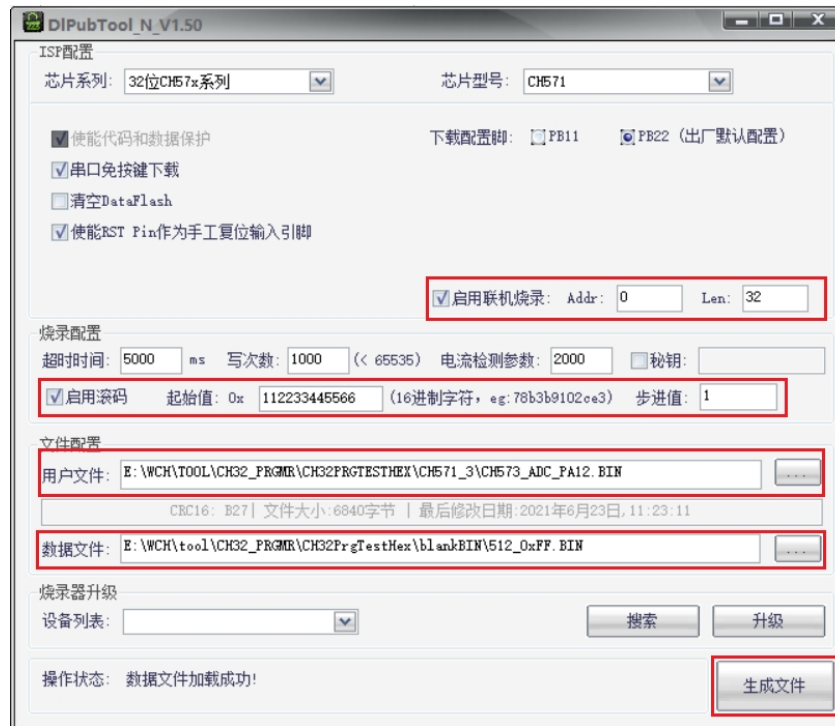 DlPubTool_N_V1.50
ISP配置
芯片系列: 32位CH57x系列 芯片型号: CH571
使能代码和数据保护 下载配置脚: PB11 PB22 (出厂默认配置)
串口免按键下载
清空DataFlash
使能RST Pin作为手工复位输入引脚
启用联机烧录: Addr: 0 Len: 32
烧录配置
超时时间: 5000 ms 写次数: 1000 (< 65535) 电流检测参数: 2000 秘钥:
启用滚码 起始值: 0x 112233445566 (16进制字符, eg:78b3b9102ce3) 步进值: 1
文件配置
用户文件: E:\WCH\TOOL\CH32_PRGMR\CH32PRGTESTHEX\CH571_3\CH573_ADC_PA12.BIN ...
CRC16: B27| 文件大小:6840字节 | 最后修改日期:2021年6月23日,11:23:11
数据文件: E:\WCH\tool\CH32_PRGMR\CH32PrgTestHex\blankBIN\512_0xFF.BIN ...
烧录器升级
设备列表: 搜索 升级
操作状态: 数据文件加载成功! 生成文件